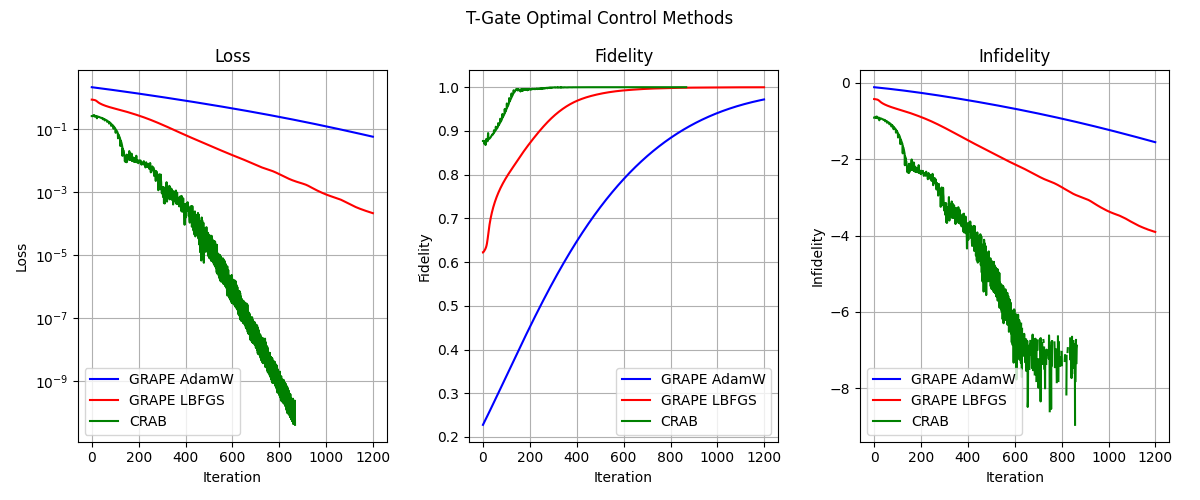 T-Gate Optimal Control Methods
Loss
Loss
10⁻¹
10⁻³
10⁻⁵
10⁻⁷
10⁻⁹
GRAPE AdamW
GRAPE LBFGS
CRAB
0 200 400 600 800 1000 1200
Iteration
Fidelity
Fidelity
1.0
0.9
0.8
0.7
0.6
0.5
0.4
0.3
0.2
GRAPE AdamW
GRAPE LBFGS
CRAB
0 200 400 600 800 1000 1200
Iteration
Infidelity
Infidelity
0
−2
−4
−6
−8
GRAPE AdamW
GRAPE LBFGS
CRAB
0 200 400 600 800 1000 1200
Iteration